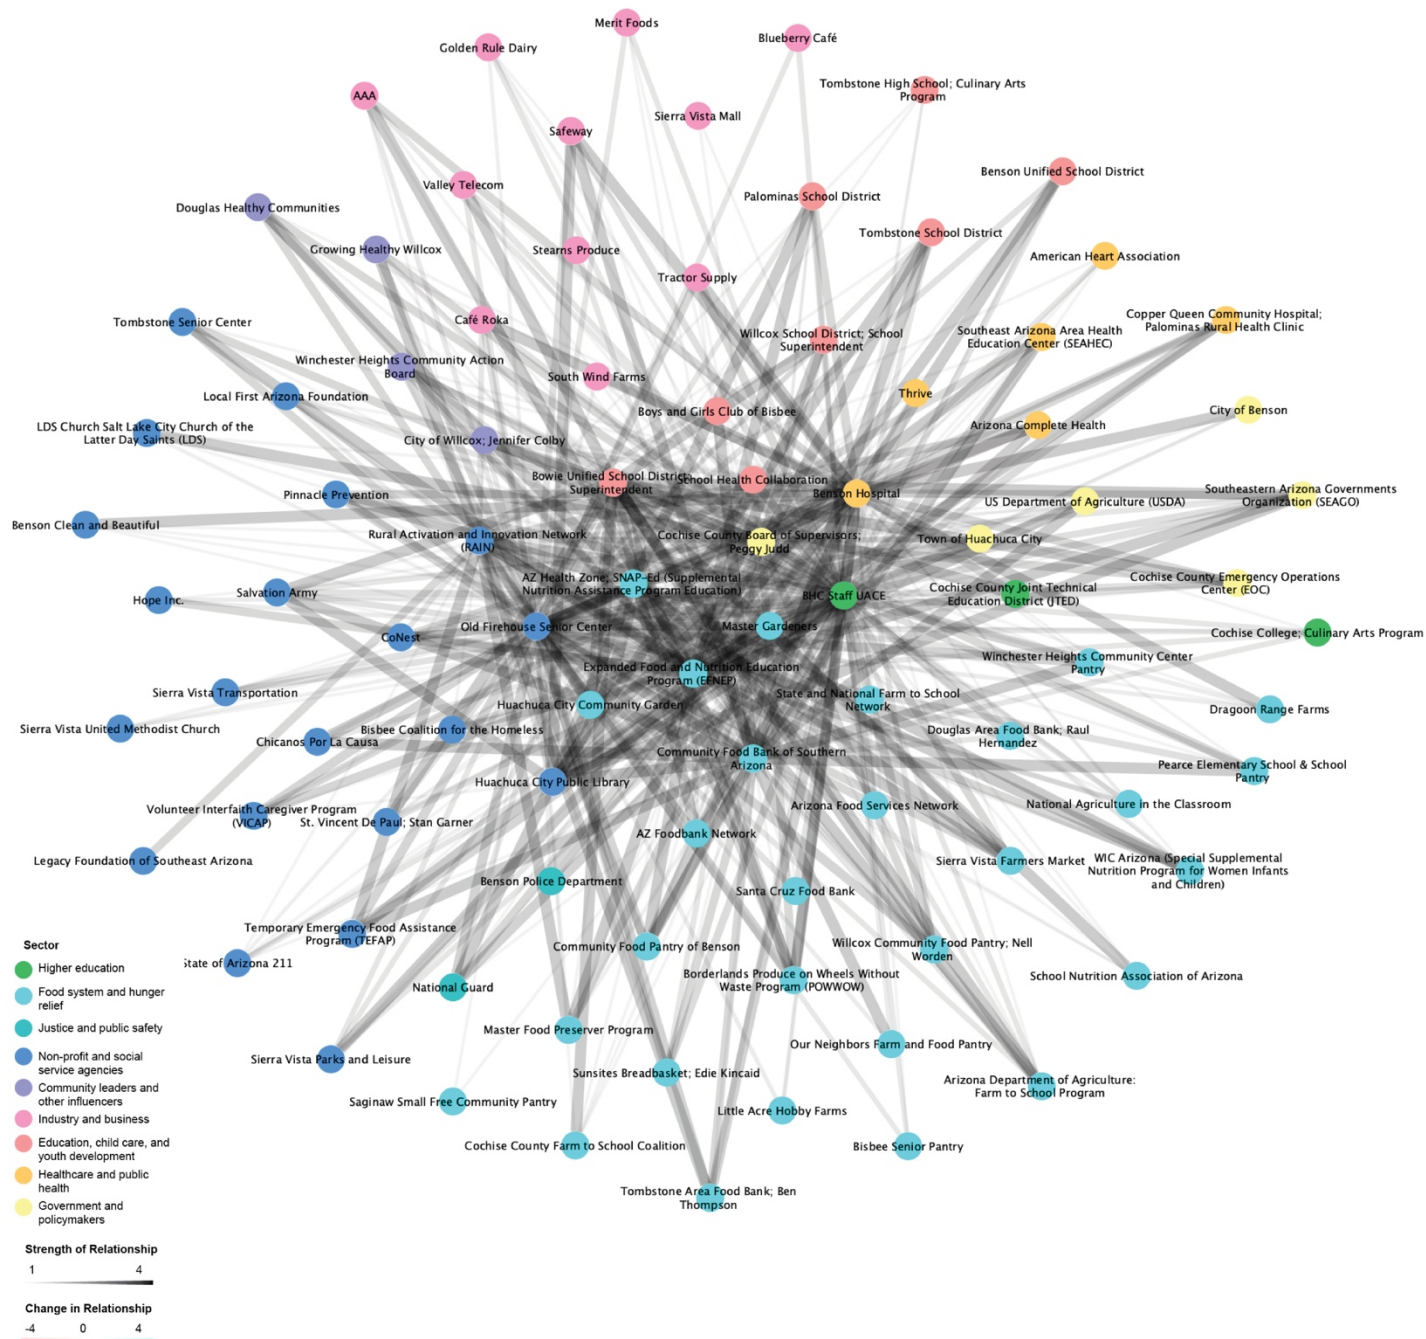 Merit Foods
Blueberry Café
Golden Rule Dairy
Tombstone High School; Culinary Arts
Program
AAA
Sierra Vista Mall
Safeway
Benson Unified School District
Valley Telecom
Palominas School District
Douglas Healthy Communities
Tombstone School District
Growing Healthy Willcox
Stearns Produce
American Heart Association
Tractor Supply
Tombstone Senior Center
Café Roka
Copper Queen Community Hospital;
Palominas Rural Health Clinic
Willcox School District; School
Superintendent
Southeast Arizona Area Health
Education Center (SEAHEC)
Winchester Heights Community Action
Board
South Wind Farms
Local First Arizona Foundation
Thrive
Boys and Girls Club of Bisbee
City of Benson
LDS Church Salt Lake City Church of the
Latter Day Saints (LDS)
City of Willcox; Jennifer Colby
Arizona Complete Health
Bowie Unified School District;
Superintendent
School Health Collaboration
Benson Hospital
Pinnacle Prevention
US Department of Agriculture (USDA)
Southeastern Arizona Governments
Organization (SEAGO)
Benson Clean and Beautiful
Rural Activation and Innovation Network
(RAIN)
Cochise County Board of Supervisors;
Peggy Judd
Town of Huachuca City
AZ Health Zone; SNAP-Ed (Supplemental
Nutrition Assistance Program Education)
Cochise County Emergency Operations
Center (EOC)
Hope Inc.
Salvation Army
BHC Staff UACE
Cochise County Joint Technical
Education District (JTED)
CoNest
Old Firehouse Senior Center
Master Gardeners
Cochise College; Culinary Arts Program
Expanded Food and Nutrition Education
Program (EFNEP)
Winchester Heights Community Center
Pantry
Sierra Vista Transportation
Huachuca City Community Garden
State and National Farm to School
Network
Dragoon Range Farms
Sierra Vista United Methodist Church
Chicanos Por La Causa
Bisbee Coalition for the Homeless
Douglas Area Food Bank; Raul
Hernandez
Community Food Bank of Southern
Arizona
Pearce Elementary School & School
Pantry
Huachuca City Public Library
Volunteer Interfaith Caregiver Program
(VICAP)
St. Vincent De Paul; Stan Garner
Arizona Food Services Network
National Agriculture in the Classroom
AZ Foodbank Network
Legacy Foundation of Southeast Arizona
Sierra Vista Farmers Market
WIC Arizona (Special Supplemental
Nutrition Program for Women Infants
and Children)
Benson Police Department
Santa Cruz Food Bank
Temporary Emergency Food Assistance
Program (TEFAP)
Community Food Pantry of Benson
Willcox Community Food Pantry; Nell
Worden
State of Arizona 211
Borderlands Produce on Wheels Without
Waste Program (POWWOW)
School Nutrition Association of Arizona
National Guard
Master Food Preserver Program
Our Neighbors Farm and Food Pantry
Sierra Vista Parks and Leisure
Sunsites Breadbasket; Edie Kincaid
Arizona Department of Agriculture:
Farm to School Program
Saginaw Small Free Community Pantry
Little Acre Hobby Farms
Cochise County Farm to School Coalition
Bisbee Senior Pantry
Tombstone Area Food Bank; Ben
Thompson
Sector
Higher education
Food system and hunger
relief
Justice and public safety
Non-profit and social
service agencies
Community leaders and
other influencers
Industry and business
Education, child care, and
youth development
Healthcare and public
health
Government and
policymakers
Strength of Relationship
1 4
Change in Relationship
-4 0 4